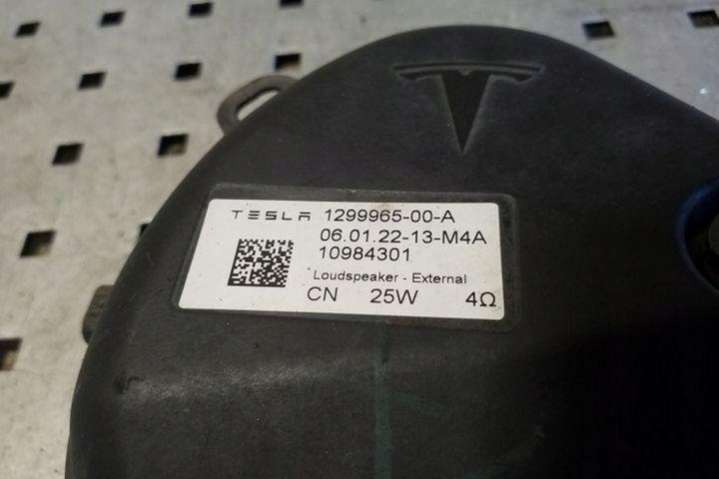 TESLA 1299965-00-A
06.01.22-13-M4A
10984301
Loudspeaker - External
CN 25W 4Ω